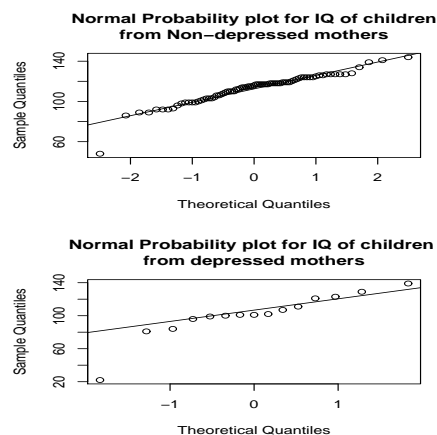 Normal Probability plot for IQ of children
from Non−depressed mothers
Sample Quantiles
140
100
60
−2 −1 0 1 2
Theoretical Quantiles
Normal Probability plot for IQ of children
from depressed mothers
Sample Quantiles
140
100
60
20
−1 0 1
Theoretical Quantiles